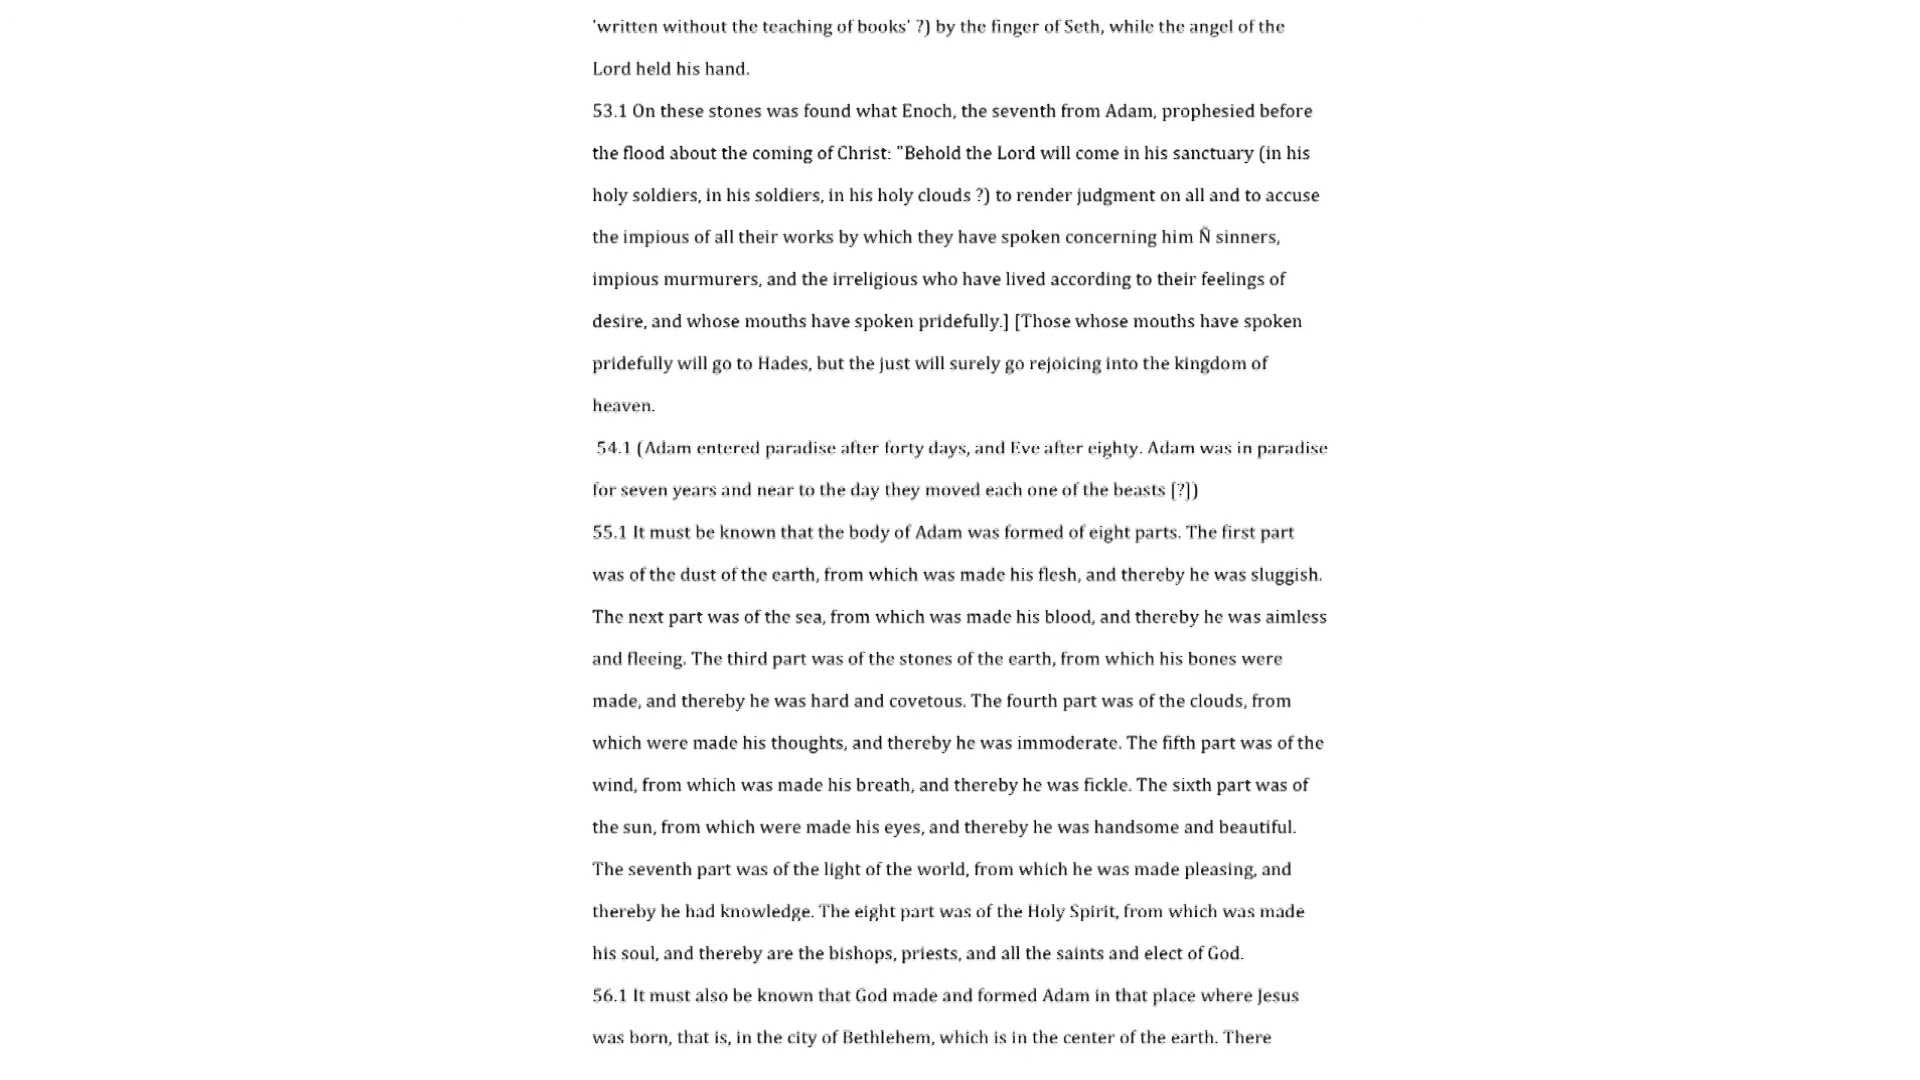 'written without the teaching of books' ?) by the finger of Seth, while the angel of the
Lord held his hand.
53.1 On these stones was found what Enoch, the seventh from Adam, prophesied before
the flood about the coming of Christ: "Behold the Lord will come in his sanctuary (in his
holy soldiers, in his soldiers, in his holy clouds ?) to render judgment on all and to accuse
the impious of all their works by which they have spoken concerning him Ñ sinners,
impious murmurers, and the irreligious who have lived according to their feelings of
desire, and whose mouths have spoken pridefully.] [Those whose mouths have spoken
pridefully will go to Hades, but the just will surely go rejoicing into the kingdom of
heaven.
54.1 (Adam entered paradise after forty days, and Eve after eighty. Adam was in paradise
for seven years and near to the day they moved each one of the beasts [?])
55.1 It must be known that the body of Adam was formed of eight parts. The first part
was of the dust of the earth, from which was made his flesh, and thereby he was sluggish.
The next part was of the sea, from which was made his blood, and thereby he was aimless
and fleeing. The third part was of the stones of the earth, from which his bones were
made, and thereby he was hard and covetous. The fourth part was of the clouds, from
which were made his thoughts, and thereby he was immoderate. The fifth part was of the
wind, from which was made his breath, and thereby he was fickle. The sixth part was of
the sun, from which were made his eyes, and thereby he was handsome and beautiful.
The seventh part was of the light of the world, from which he was made pleasing, and
thereby he had knowledge. The eight part was of the Holy Spirit, from which was made
his soul, and thereby are the bishops, priests, and all the saints and elect of God.
56.1 It must also be known that God made and formed Adam in that place where Jesus
was born, that is, in the city of Bethlehem, which is in the center of the earth. There